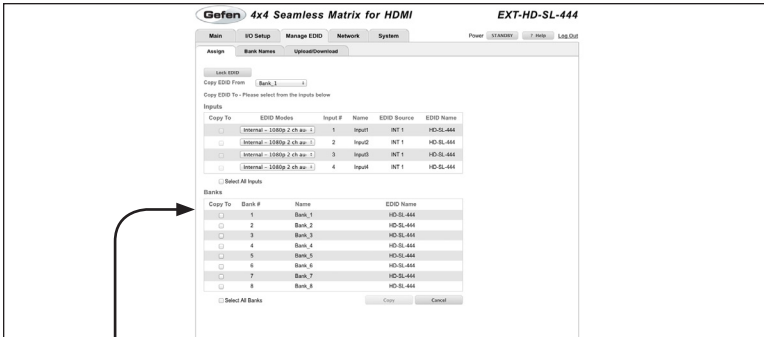 Gefen 4x4 Seamless Matrix for HDMI EXT-HD-SL-444
Main I/O Setup Manage EDID Network System Power STANDBY ? Help Log Out
Assign Bank Names Upload/Download
Lock EDID
Copy EDID From Bank_1
Copy EDID To - Please select from the inputs below
Inputs
Copy To EDID Modes Input # Name EDID Source EDID Name
Internal - 1080p 2 ch au 1 Input1 INT 1 HD-SL-444
Internal - 1080p 2 ch au 2 Input2 INT 1 HD-SL-444
Internal - 1080p 2 ch au 3 Input3 INT 1 HD-SL-444
Internal - 1080p 2 ch au 4 Input4 INT 1 HD-SL-444
Select All Inputs
Banks
Copy To Bank # Name EDID Name
1 Bank_1 HD-SL-444
2 Bank_2 HD-SL-444
3 Bank_3 HD-SL-444
4 Bank_4 HD-SL-444
5 Bank_5 HD-SL-444
6 Bank_6 HD-SL-444
7 Bank_7 HD-SL-444
8 Bank_8 HD-SL-444
Select All Banks Copy Cancel